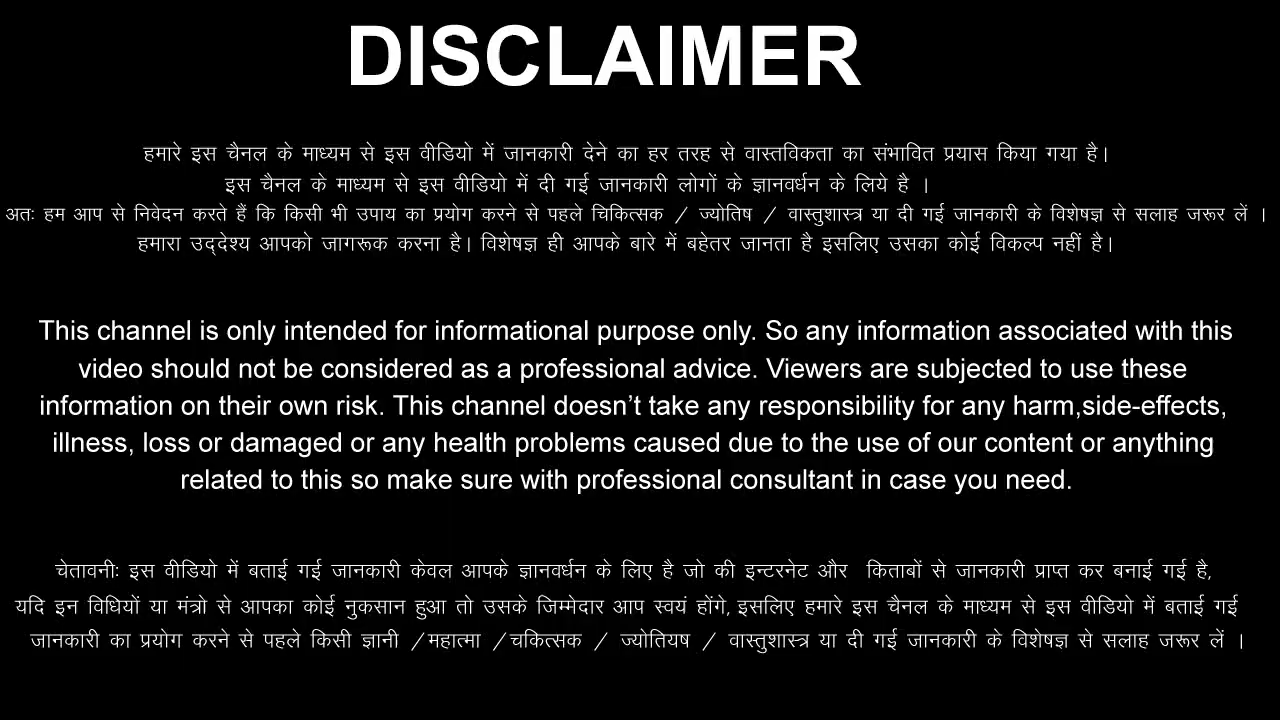 DISCLAIMER
हमारे इस चैनल के माध्यम से इस वीडियो में जानकारी देने का हर तरह से वास्तविकता का संभावित प्रयास किया गया है।
इस चैनल के माध्यम से इस वीडियो में दी गई जानकारी लोगों के ज्ञानवर्धन के लिये है ।
अतः हम आप से निवेदन करते हैं कि किसी भी उपाय का प्रयोग करने से पहले चिकित्सक / ज्योतिष / वास्तुशास्त्र या दी गई जानकारी के विशेषज्ञ से सलाह जरूर लें ।
हमारा उद्देश्य आपको जागरूक करना है। विशेषज्ञ ही आपके बारे में बहेतर जानता है इसलिए उसका कोई विकल्प नहीं है।
This channel is only intended for informational purpose only. So any information associated with this
video should not be considered as a professional advice. Viewers are subjected to use these
information on their own risk. This channel doesn’t take any responsibility for any harm,side-effects,
illness, loss or damaged or any health problems caused due to the use of our content or anything
related to this so make sure with professional consultant in case you need.
चेतावनीः इस वीडियो में बताई गई जानकारी केवल आपके ज्ञानवर्धन के लिए है जो की इन्टरनेट और किताबों से जानकारी प्राप्त कर बनाई गई है,
यदि इन विधियों या मंत्रो से आपका कोई नुकसान हुआ तो उसके जिम्मेदार आप स्वयं होंगे, इसलिए हमारे इस चैनल के माध्यम से इस वीडियो में बताई गई
जानकारी का प्रयोग करने से पहले किसी ज्ञानी /महात्मा /चकित्सक / ज्योतियष / वास्तुशास्त्र या दी गई जानकारी के विशेषज्ञ से सलाह जरूर लें ।